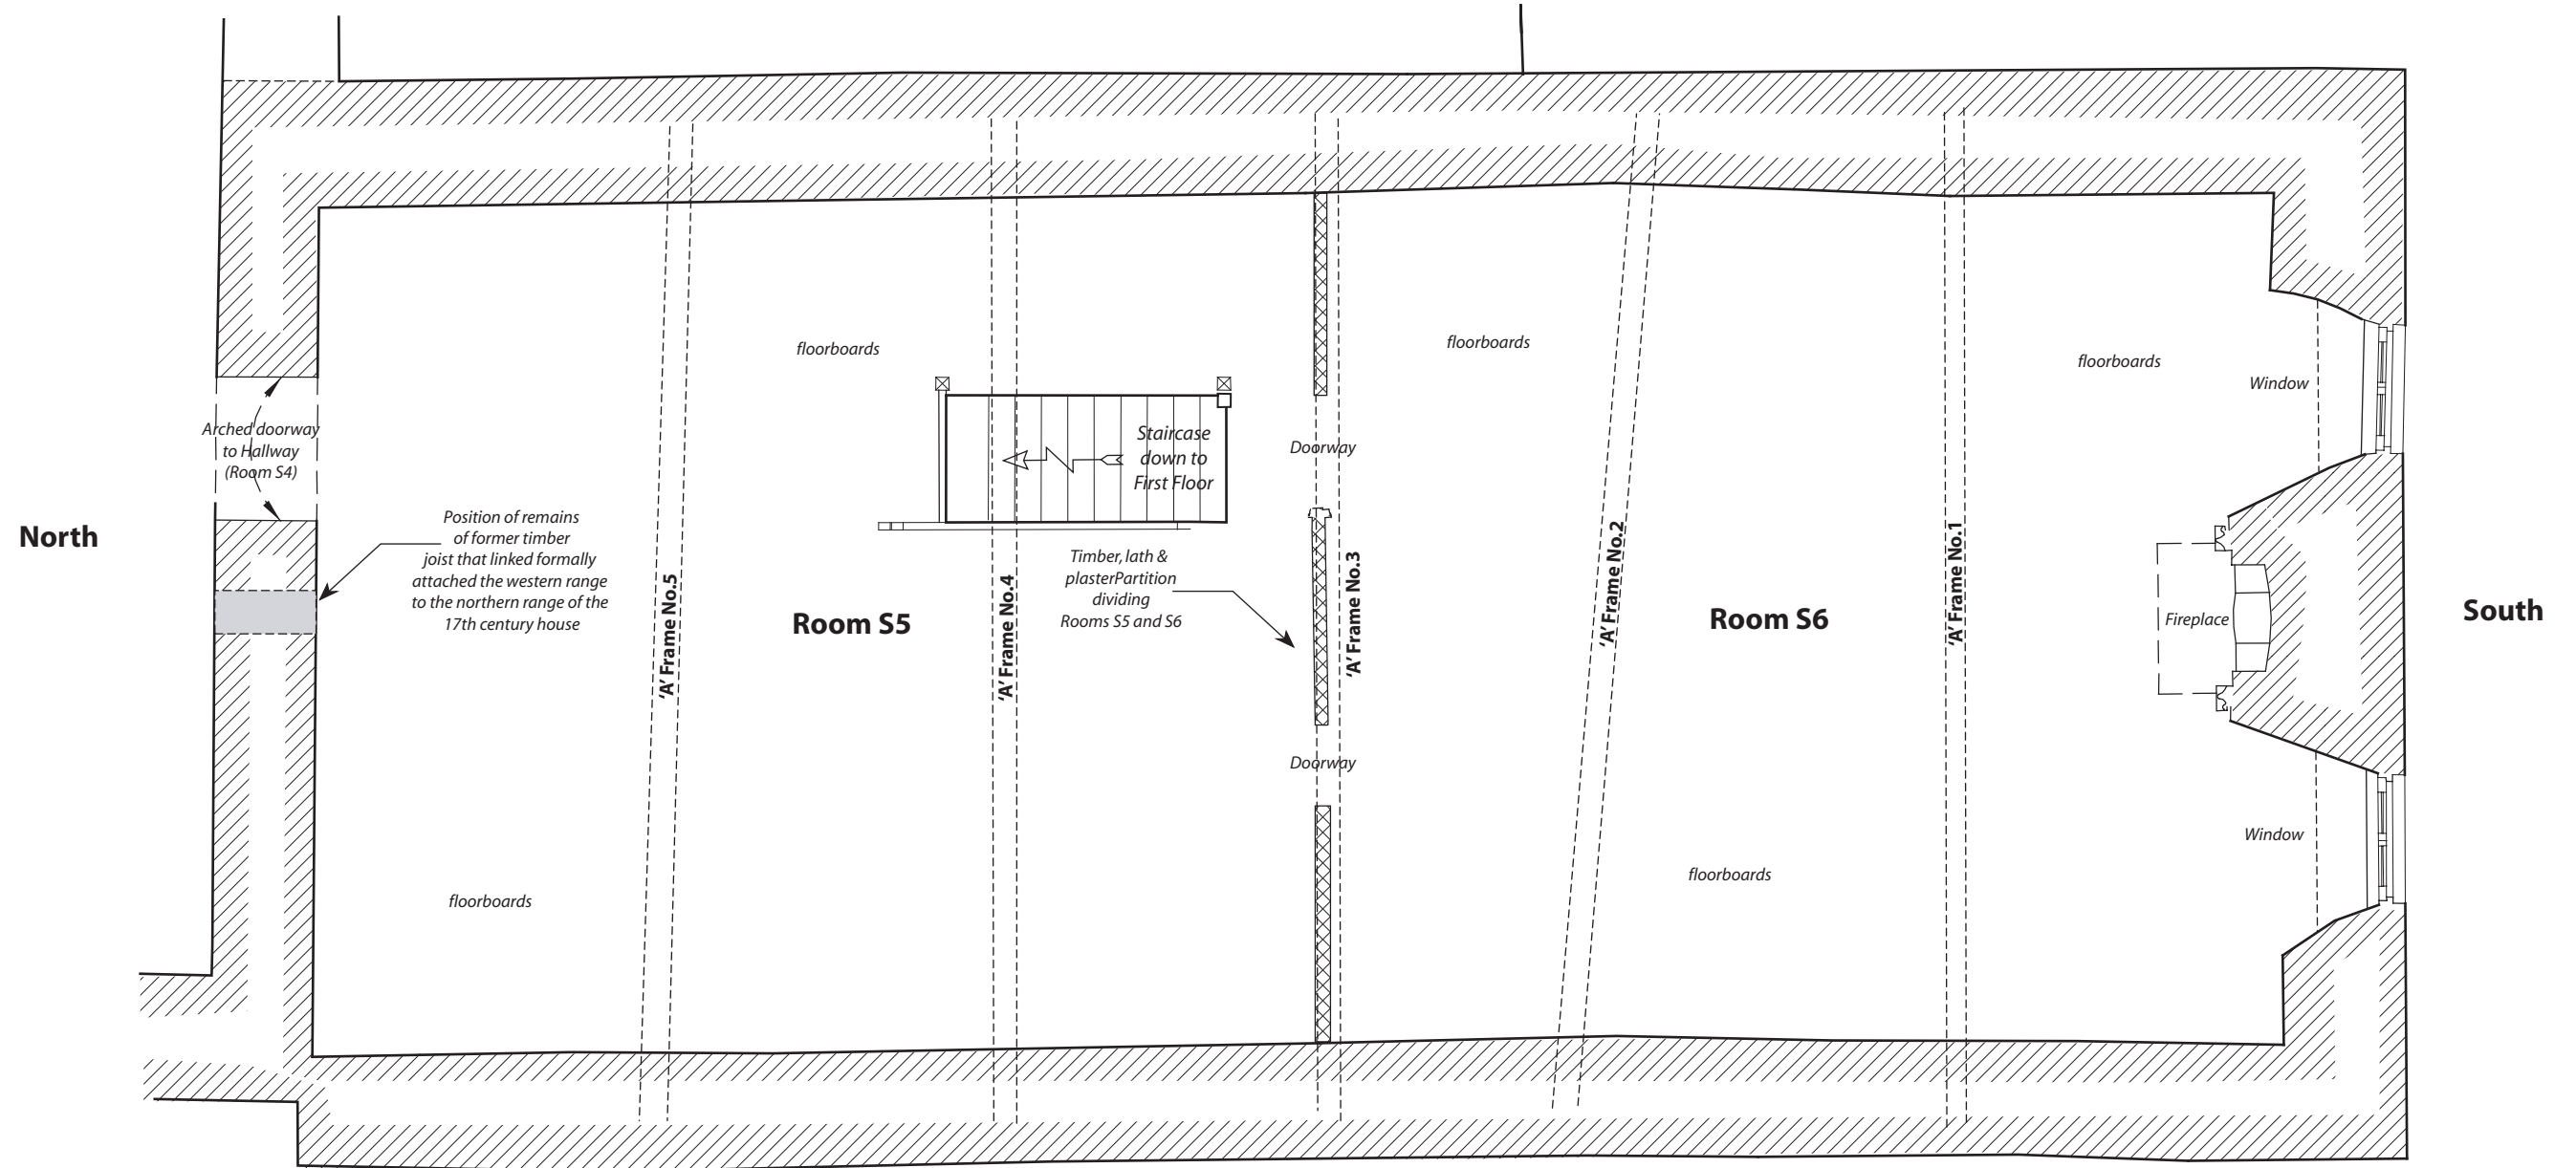 floorboards
floorboards
floorboards
Window
Arched doorway
to Hallway
(Room S4)
Staircase
down to
First Floor
Doorway
North
Position of remains
of former timber
joist that linked formally
attached the western range
to the northern range of the
17th century house
'A' Frame No.5
Room S5
'A' Frame No.4
Timber, lath &
plasterPartition
dividing
Rooms S5 and S6
'A' Frame No.3
'A' Frame No.2
Room S6
'A' Frame No.1
Fireplace
South
Doorway
Window
floorboards
floorboards